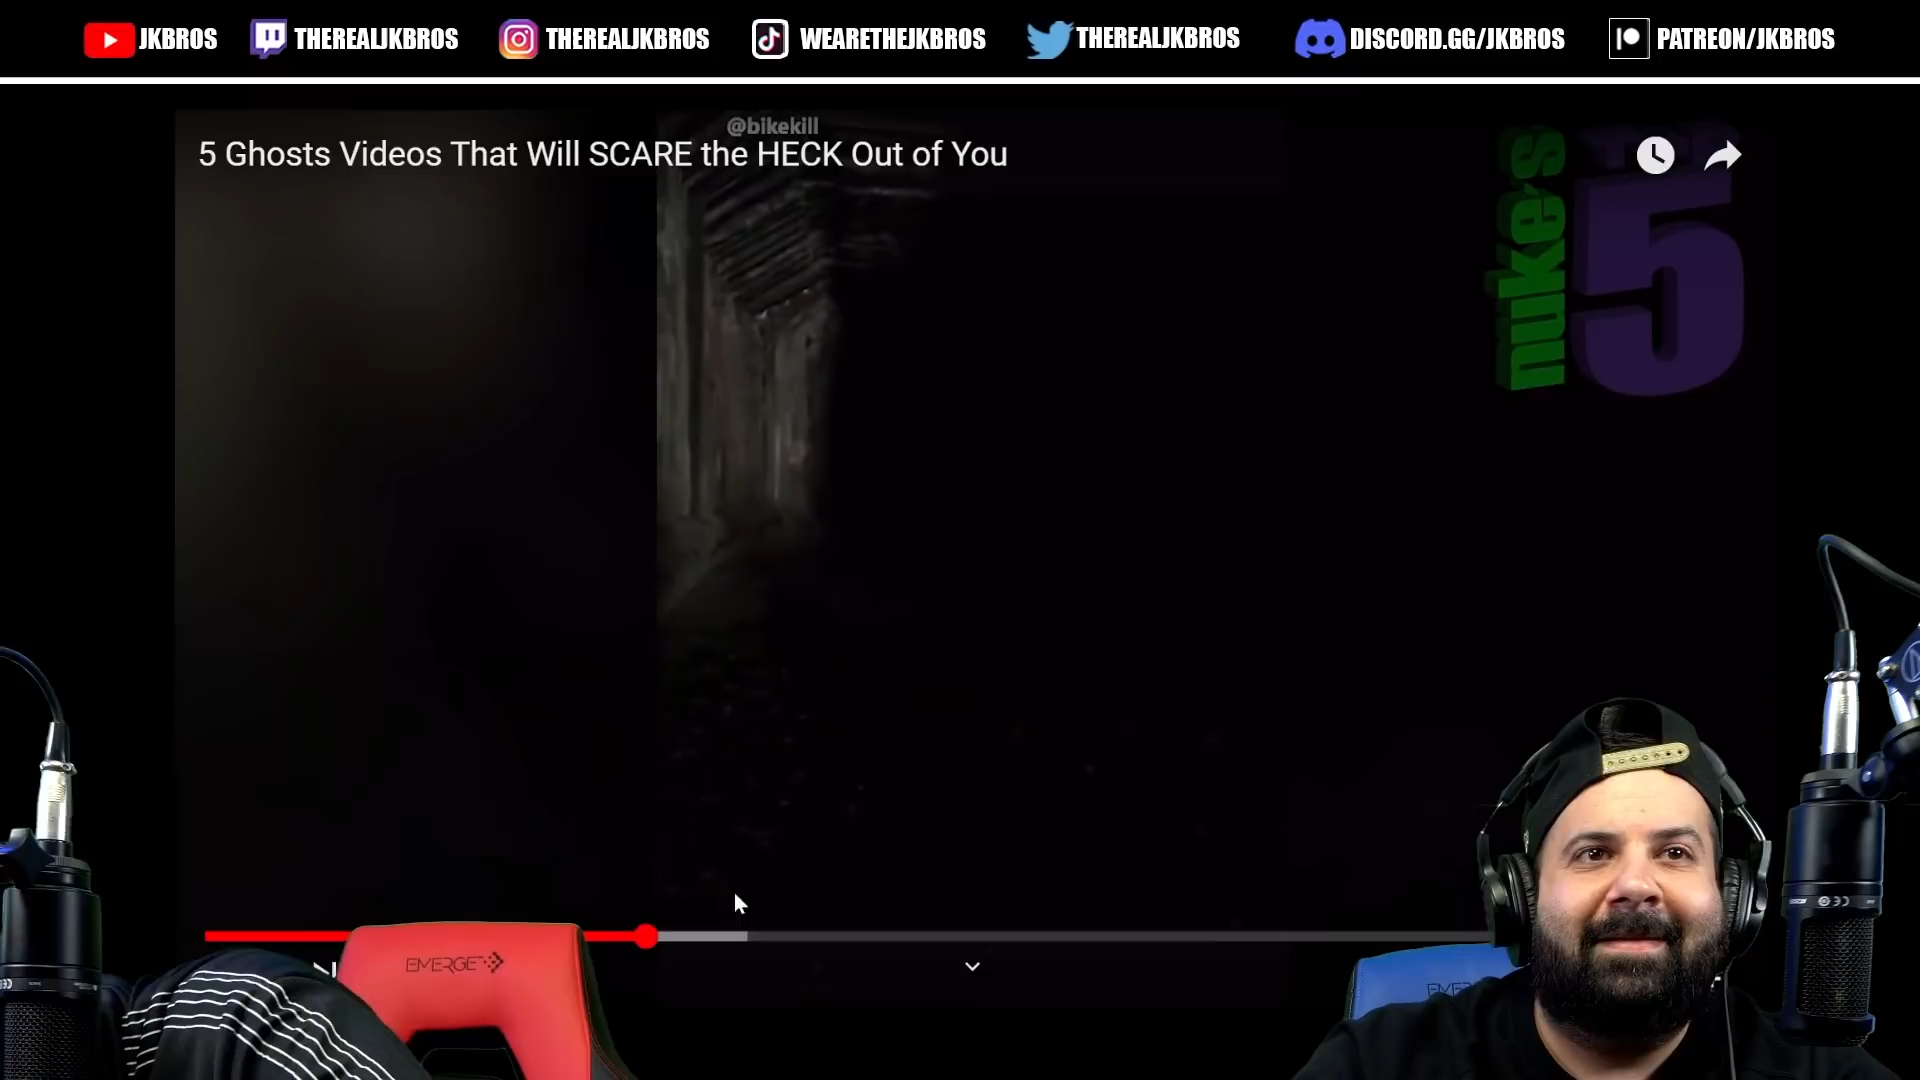 JKBROS THEREALJKBROS THEREALJKBROS WEARETHEJKBROS THEREALJKBROS DISCORD.GG/JKBROS PATREON/JKBROS
@bikekill
5 Ghosts Videos That Will SCARE the HECK Out of You
nuke's
5
EMERGE